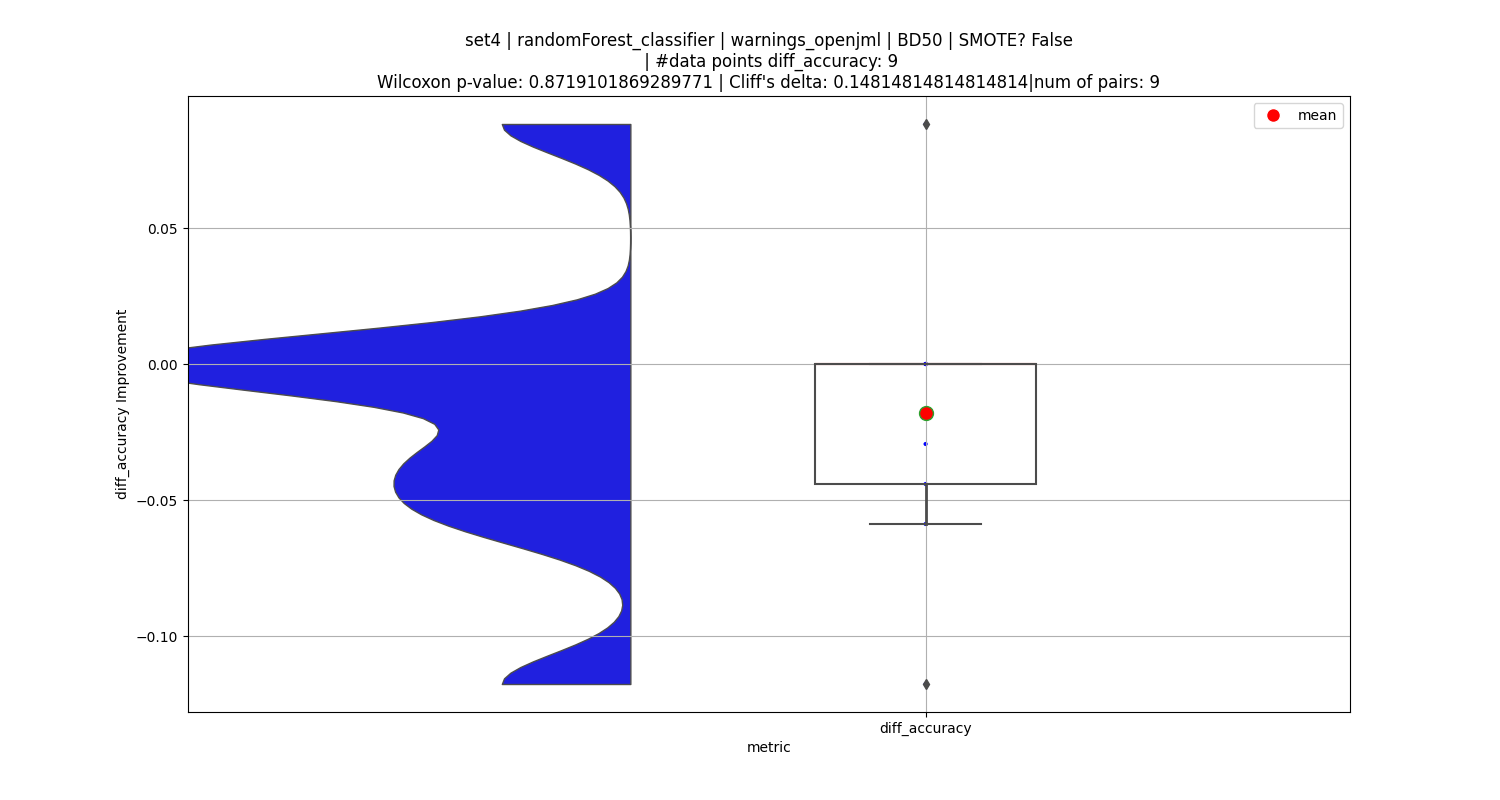 set4 | randomForest_classifier | warnings_openjml | BD50 | SMOTE? False
| #data points diff_accuracy: 9
Wilcoxon p-value: 0.8719101869289771 | Cliff's delta: 0.14814814814814814|num of pairs: 9
mean
0.05
0.00
−0.05
−0.10
diff_accuracy Improvement
diff_accuracy
metric